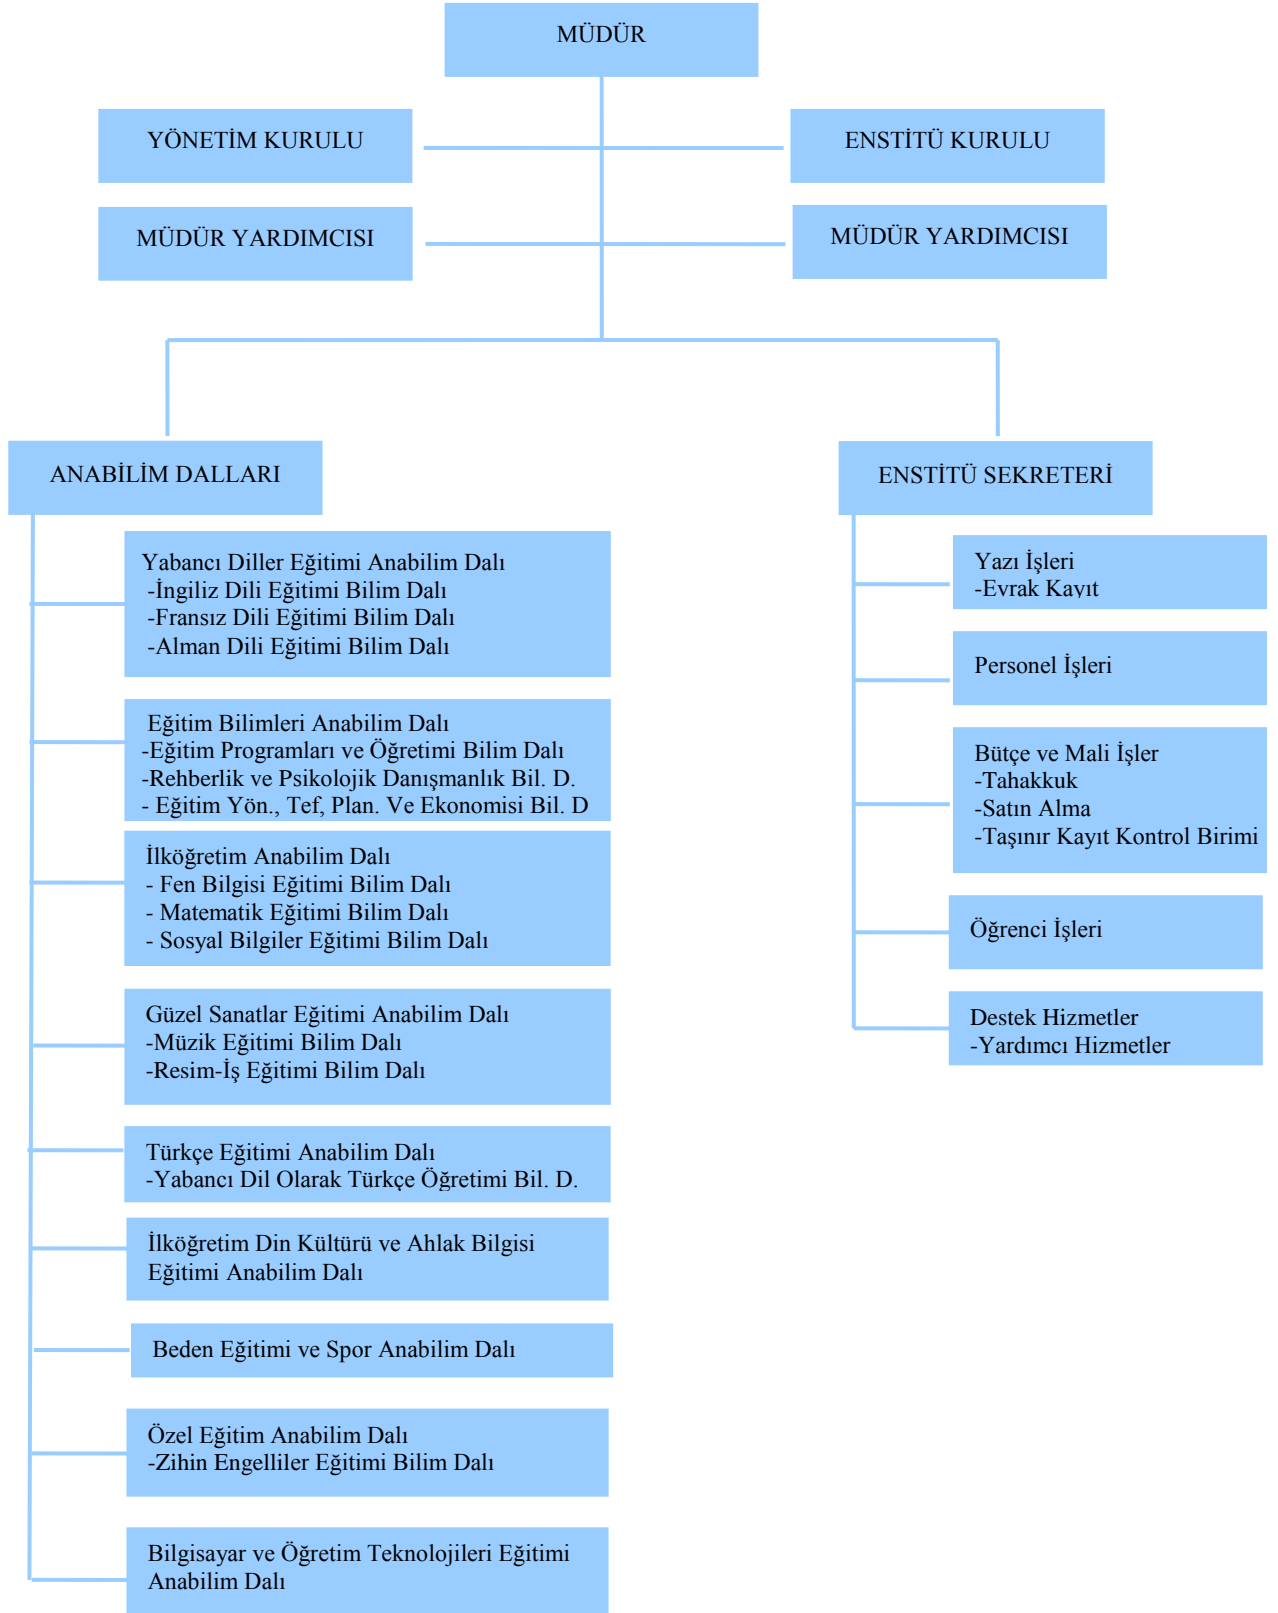 MÜDÜR
YÖNETİM KURULU
ENSTİTÜ KURULU
MÜDÜR YARDIMCISI
MÜDÜR YARDIMCISI
ANABİLİM DALLARI
Yabancı Diller Eğitimi Anabilim Dalı
-İngiliz Dili Eğitimi Bilim Dalı
-Fransız Dili Eğitimi Bilim Dalı
-Alman Dili Eğitimi Bilim Dalı
Eğitim Bilimleri Anabilim Dalı
-Eğitim Programları ve Öğretimi Bilim Dalı
-Rehberlik ve Psikolojik Danışmanlık Bil. D.
- Eğitim Yön., Tef, Plan. Ve Ekonomisi Bil. D
İlköğretim Anabilim Dalı
- Fen Bilgisi Eğitimi Bilim Dalı
- Matematik Eğitimi Bilim Dalı
- Sosyal Bilgiler Eğitimi Bilim Dalı
Güzel Sanatlar Eğitimi Anabilim Dalı
-Müzik Eğitimi Bilim Dalı
-Resim-İş Eğitimi Bilim Dalı
Türkçe Eğitimi Anabilim Dalı
-Yabancı Dil Olarak Türkçe Öğretimi Bil. D.
İlköğretim Din Kültürü ve Ahlak Bilgisi
Eğitimi Anabilim Dalı
Beden Eğitimi ve Spor Anabilim Dalı
Özel Eğitim Anabilim Dalı
-Zihin Engelliler Eğitimi Bilim Dalı
Bilgisayar ve Öğretim Teknolojileri Eğitimi
Anabilim Dalı
ENSTİTÜ SEKRETERİ
Yazı İşleri
-Evrak Kayıt
Personel İşleri
Bütçe ve Mali İşler
-Tahakkuk
-Satın Alma
-Taşınır Kayıt Kontrol Birimi
Öğrenci İşleri
Destek Hizmetler
-Yardımcı Hizmetler